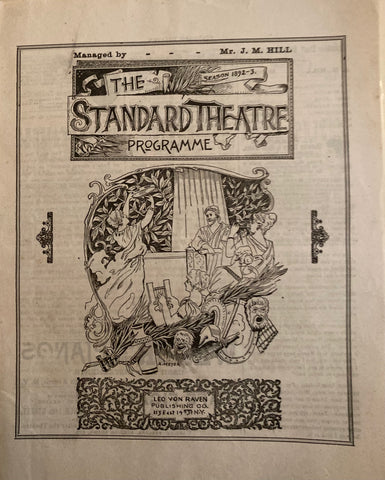 Managed by - - - Mr. J. M. HILL
THE
SEASON 1892-3.
STANDARD THEATRE
PROGRAMME
A. MEYER
LEO VON RAVEN
PUBLISHING CO.
113 EAST 14TH ST. N.Y.